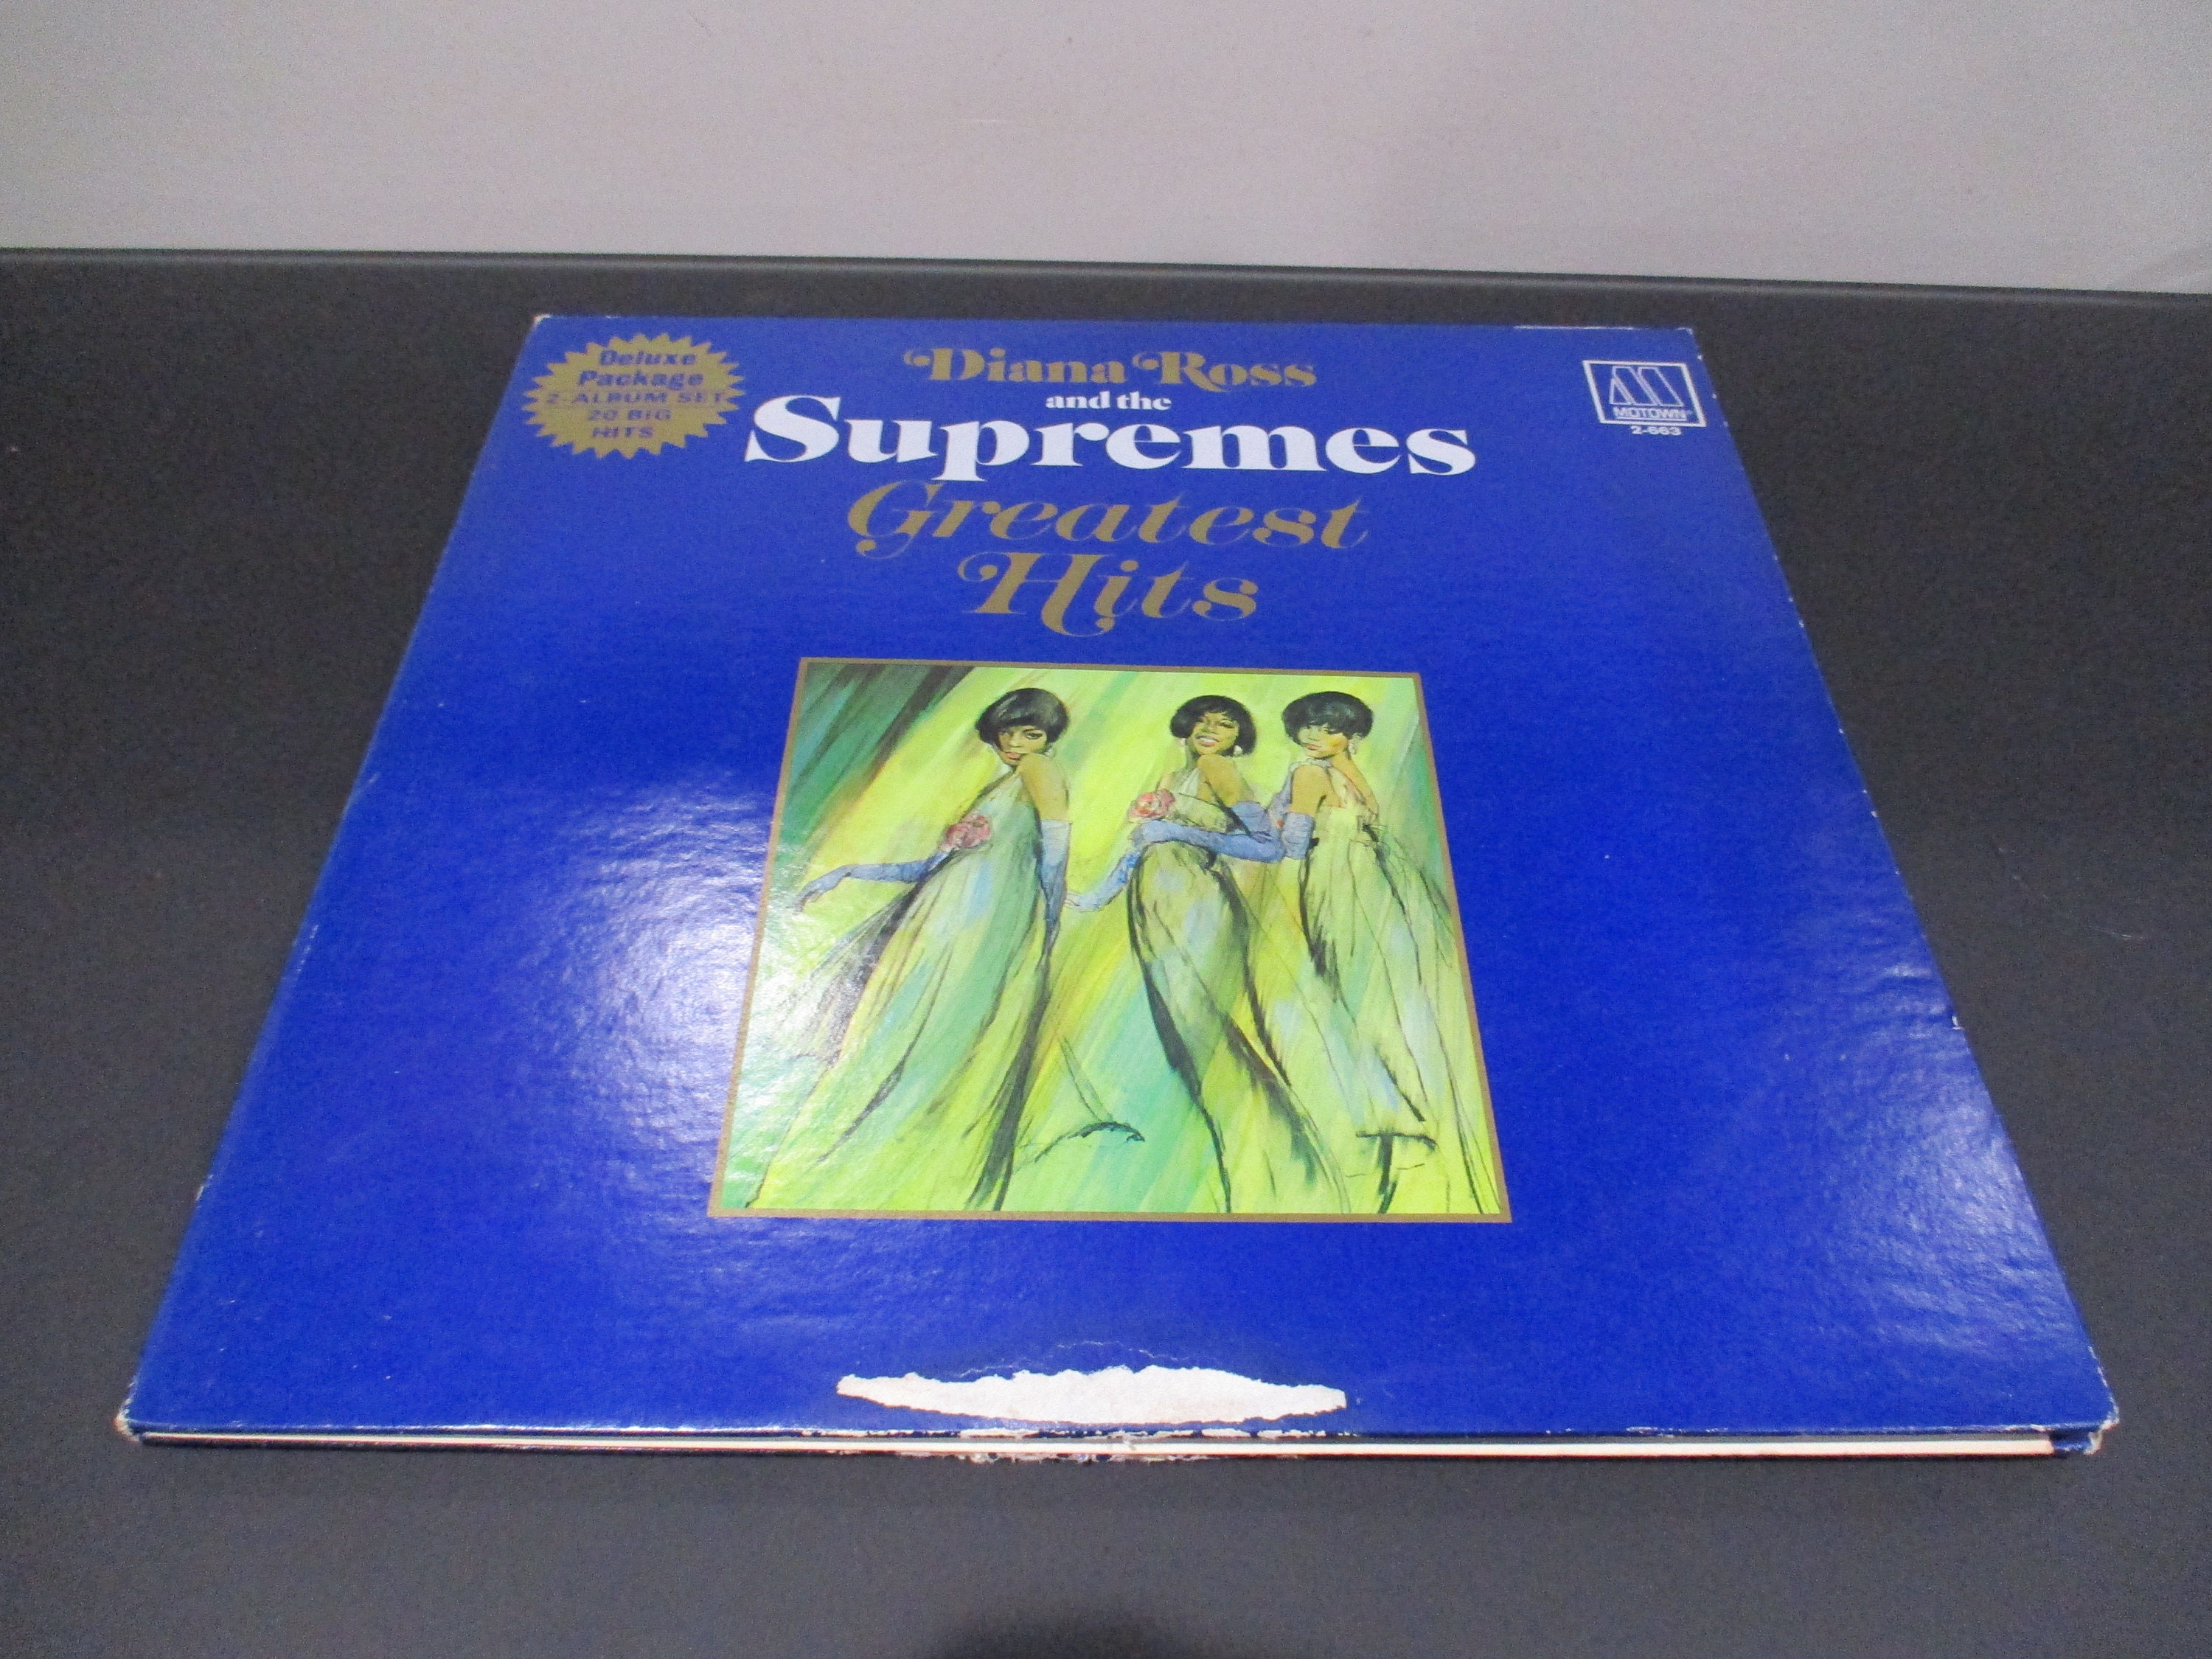 Deluxe
Package
2-ALBUM SET
20 BIG
HITS
Diana Ross
and the
Supremes
Greatest
Hits
MOTOWN®
2-663